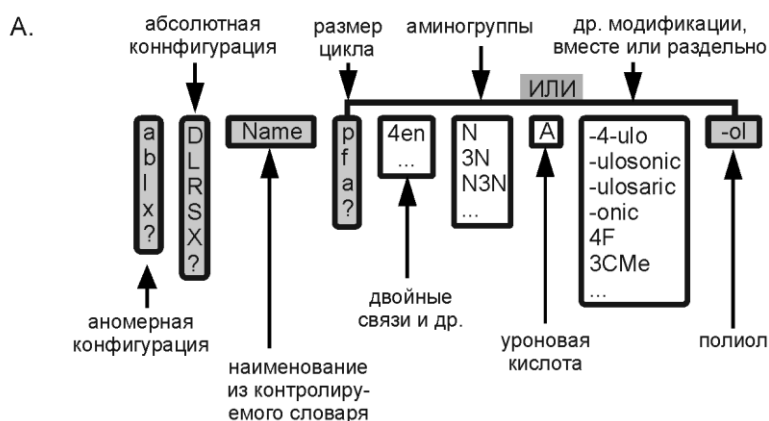 А.
абсолютная
коннфигурация
размер
цикла
аминогруппы
др. модификации,
вместе или раздельно
ИЛИ
a
b
l
x
?
D
L
R
S
X
?
Name
p
f
a
?
4en
...
N
3N
N3N
...
A
-4-ulo
-ulosonic
-ulosaric
-onic
4F
3CMe
...
-ol
аномерная
конфигурация
наименование
из контролиру-
емого словаря
двойные
связи и др.
уроновая
кислота
полиол